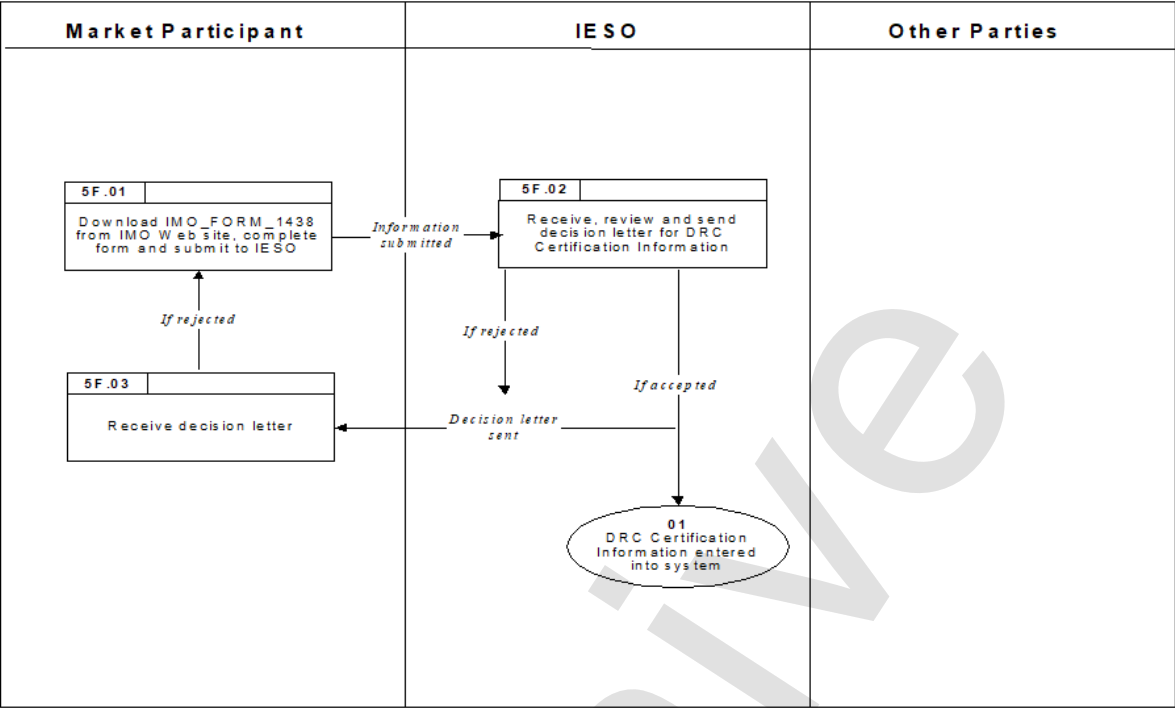 Market Participant
IESO
Other Parties
5F.01
Download IMO_FORM_1438
from IMO Web site, complete
form and submit to IESO
Information
submitted
5F.02
Receive, review and send
decision letter for DRC
Certification Information
If rejected
If rejected
If accepted
5F.03
Receive decision letter
Decision letter
sent
01
DRC Certification
Information entered
into system
ive